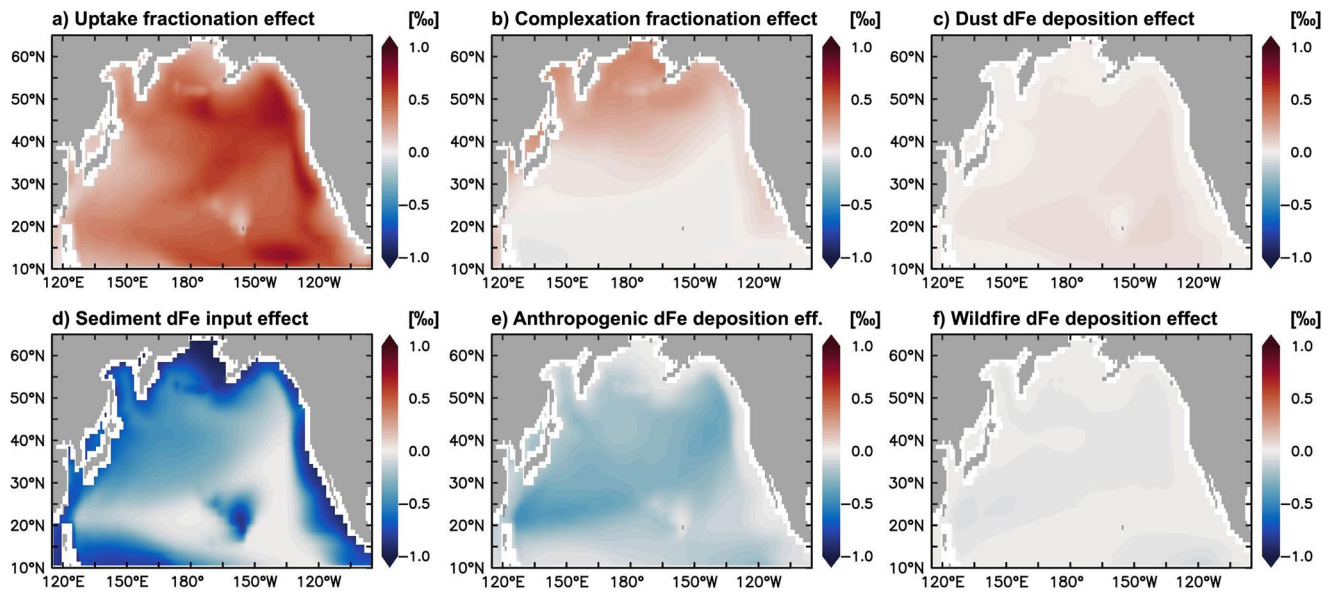 a) Uptake fractionation effect [‰]
b) Complexation fractionation effect [‰]
c) Dust dFe deposition effect [‰]
60°N 50°N 40°N 30°N 20°N 10°N
120°E 150°E 180° 150°W 120°W
1.0 0.5 0.0 −0.5 −1.0
60°N 50°N 40°N 30°N 20°N 10°N
120°E 150°E 180° 150°W 120°W
1.0 0.5 0.0 −0.5 −1.0
60°N 50°N 40°N 30°N 20°N 10°N
120°E 150°E 180° 150°W 120°W
1.0 0.5 0.0 −0.5 −1.0
d) Sediment dFe input effect [‰]
e) Anthropogenic dFe deposition eff. [‰]
f) Wildfire dFe deposition effect [‰]
60°N 50°N 40°N 30°N 20°N 10°N
120°E 150°E 180° 150°W 120°W
1.0 0.5 0.0 −0.5 −1.0
60°N 50°N 40°N 30°N 20°N 10°N
120°E 150°E 180° 150°W 120°W
1.0 0.5 0.0 −0.5 −1.0
60°N 50°N 40°N 30°N 20°N 10°N
120°E 150°E 180° 150°W 120°W
1.0 0.5 0.0 −0.5 −1.0